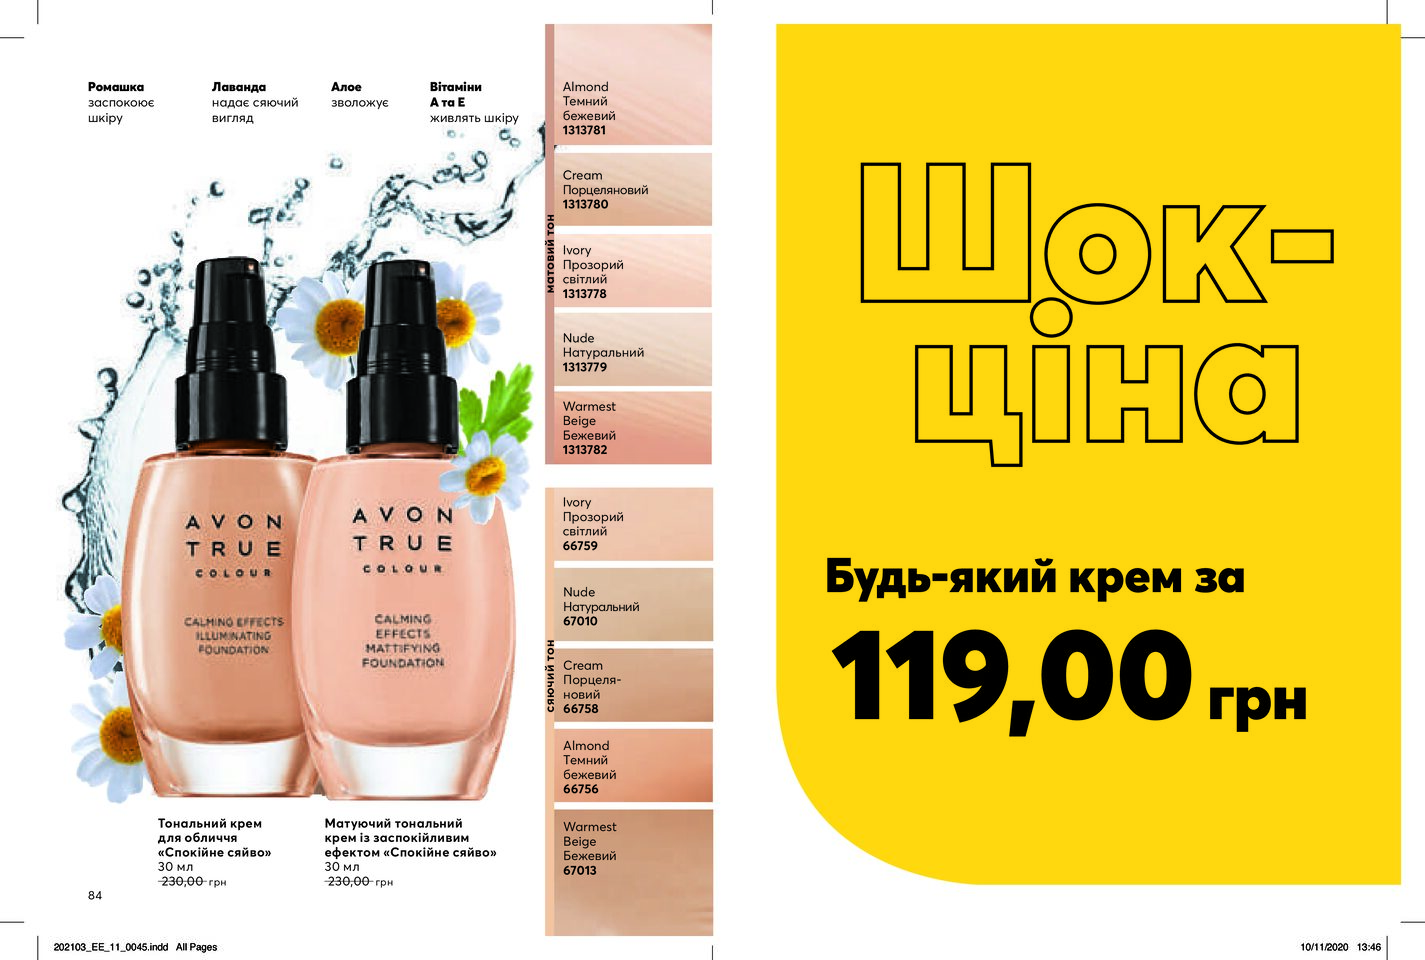 Ромашка
заспокоює
шкіру
Лаванда
надає сяючий
вигляд
Алое
зволожує
Вітаміни
А та Е
живлять шкіру
матовий тон
Almond
Темний
бежевий
1313781
Cream
Порцеляновий
1313780
Ivory
Прозорий
світлий
1313778
Nude
Натуральний
1313779
Warmest
Beige
Бежевий
1313782
сяючий тон
Ivory
Прозорий
світлий
66759
Nude
Натуральний
67010
Cream
Порцеля-
новий
66758
Almond
Темний
бежевий
66756
Warmest
Beige
Бежевий
67013
AVON
TRUE
COLOUR
CALMING EFFECTS
ILLUMINATING
FOUNDATION
AVON
TRUE
COLOUR
CALMING
EFFECTS
MATTIFYING
FOUNDATION
Тональний крем
для обличчя
«Спокійне сяйво»
30 мл
230,00 грн
Матуючий тональний
крем із заспокійливим
ефектом «Спокійне сяйво»
30 мл
230,00 грн
84
Шок-
ціна
Будь-який крем за
119,00 грн
202103_EE_11_0045.indd All Pages
10/11/2020 13:46